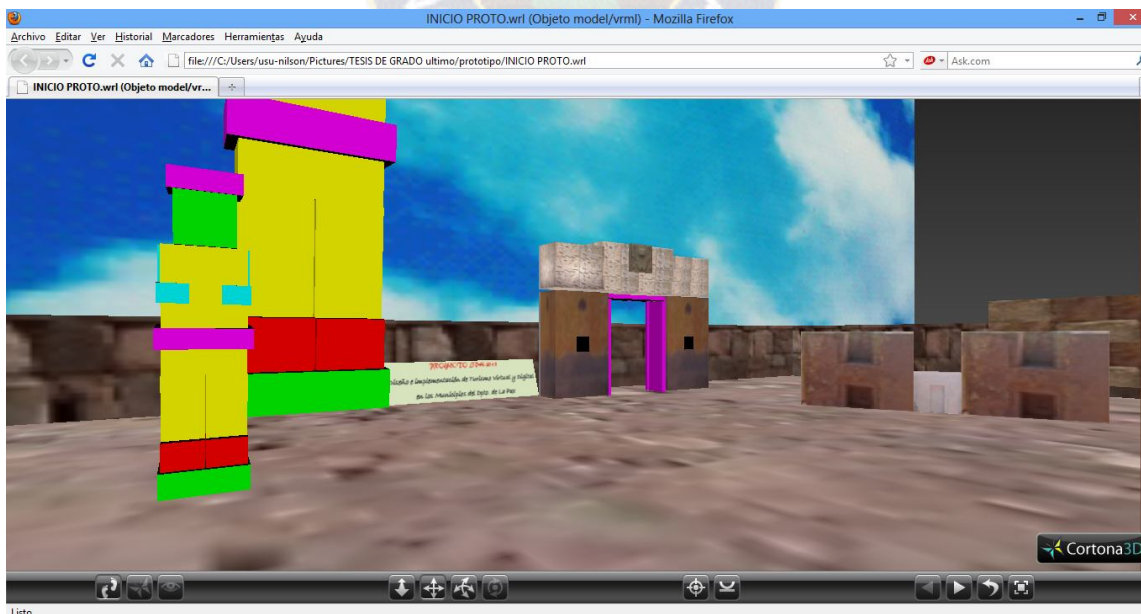 INICIO PROTO.wrl (Objeto model/vrml) - Mozilla Firefox
Archivo Editar Ver Historial Marcadores Herramientas Ayuda
file:///C:/Users/usu-nilson/Pictures/TESIS DE GRADO ultimo/prototipo/INICIO PROTO.wrl
Ask.com
INICIO PROTO.wrl (Objeto model/vr...
Diseño e Implementación de Turismo Virtual y Digital
en los Municipios del Dpto. de La Paz
Cortona3D
Listo